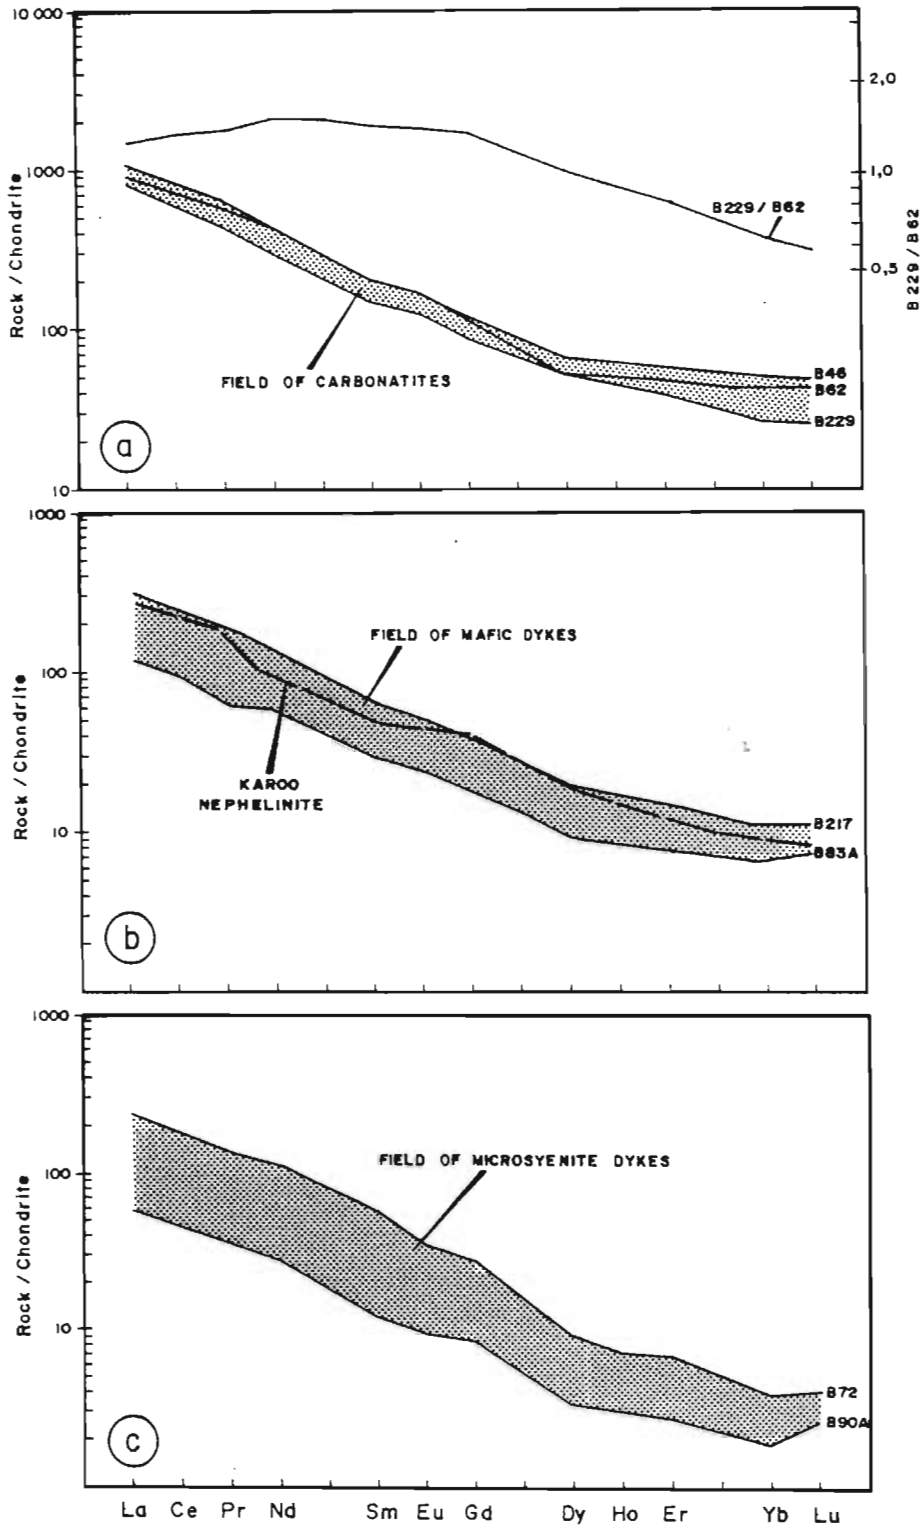 10 000
1000
100
10
Rock / Chondrite
2,0
1,0
0,5
B229/B62
B229/B62
FIELD OF CARBONATITES
B46
B62
B229
a
1000
100
10
Rock / Chondrite
FIELD OF MAFIC DYKES
KAROO
NEPHELINITE
B217
B83A
b
1000
100
10
Rock / Chondrite
FIELD OF MICROSYENITE DYKES
B72
B90A
c
La Ce Pr Nd Sm Eu Gd Dy Ho Er Yb Lu